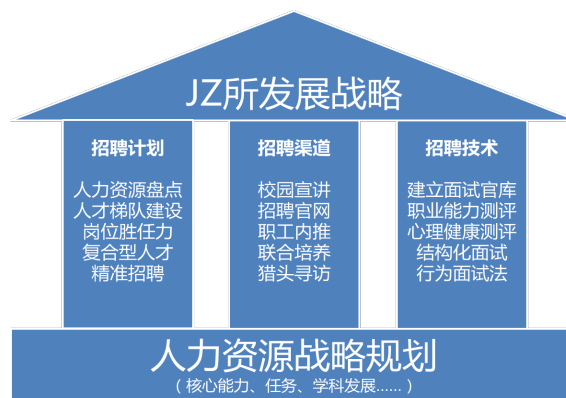 JZ所发展战略
招聘计划
人力资源盘点
人才梯队建设
岗位胜任力
复合型人才
精准招聘
招聘渠道
校园宣讲
招聘官网
职工内推
联合培养
猎头寻访
招聘技术
建立面试官库
职业能力测评
心理健康测评
结构化面试
行为面试法
人力资源战略规划
（核心能力、任务、学科发展......）